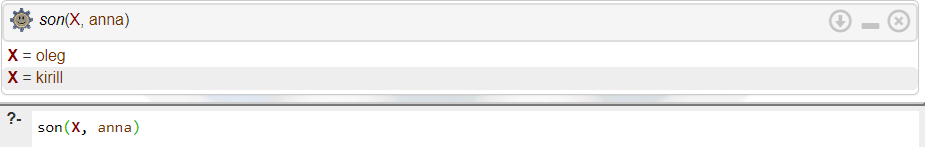 son(X, anna)
X = oleg
X = kirill
?- son(X, anna)